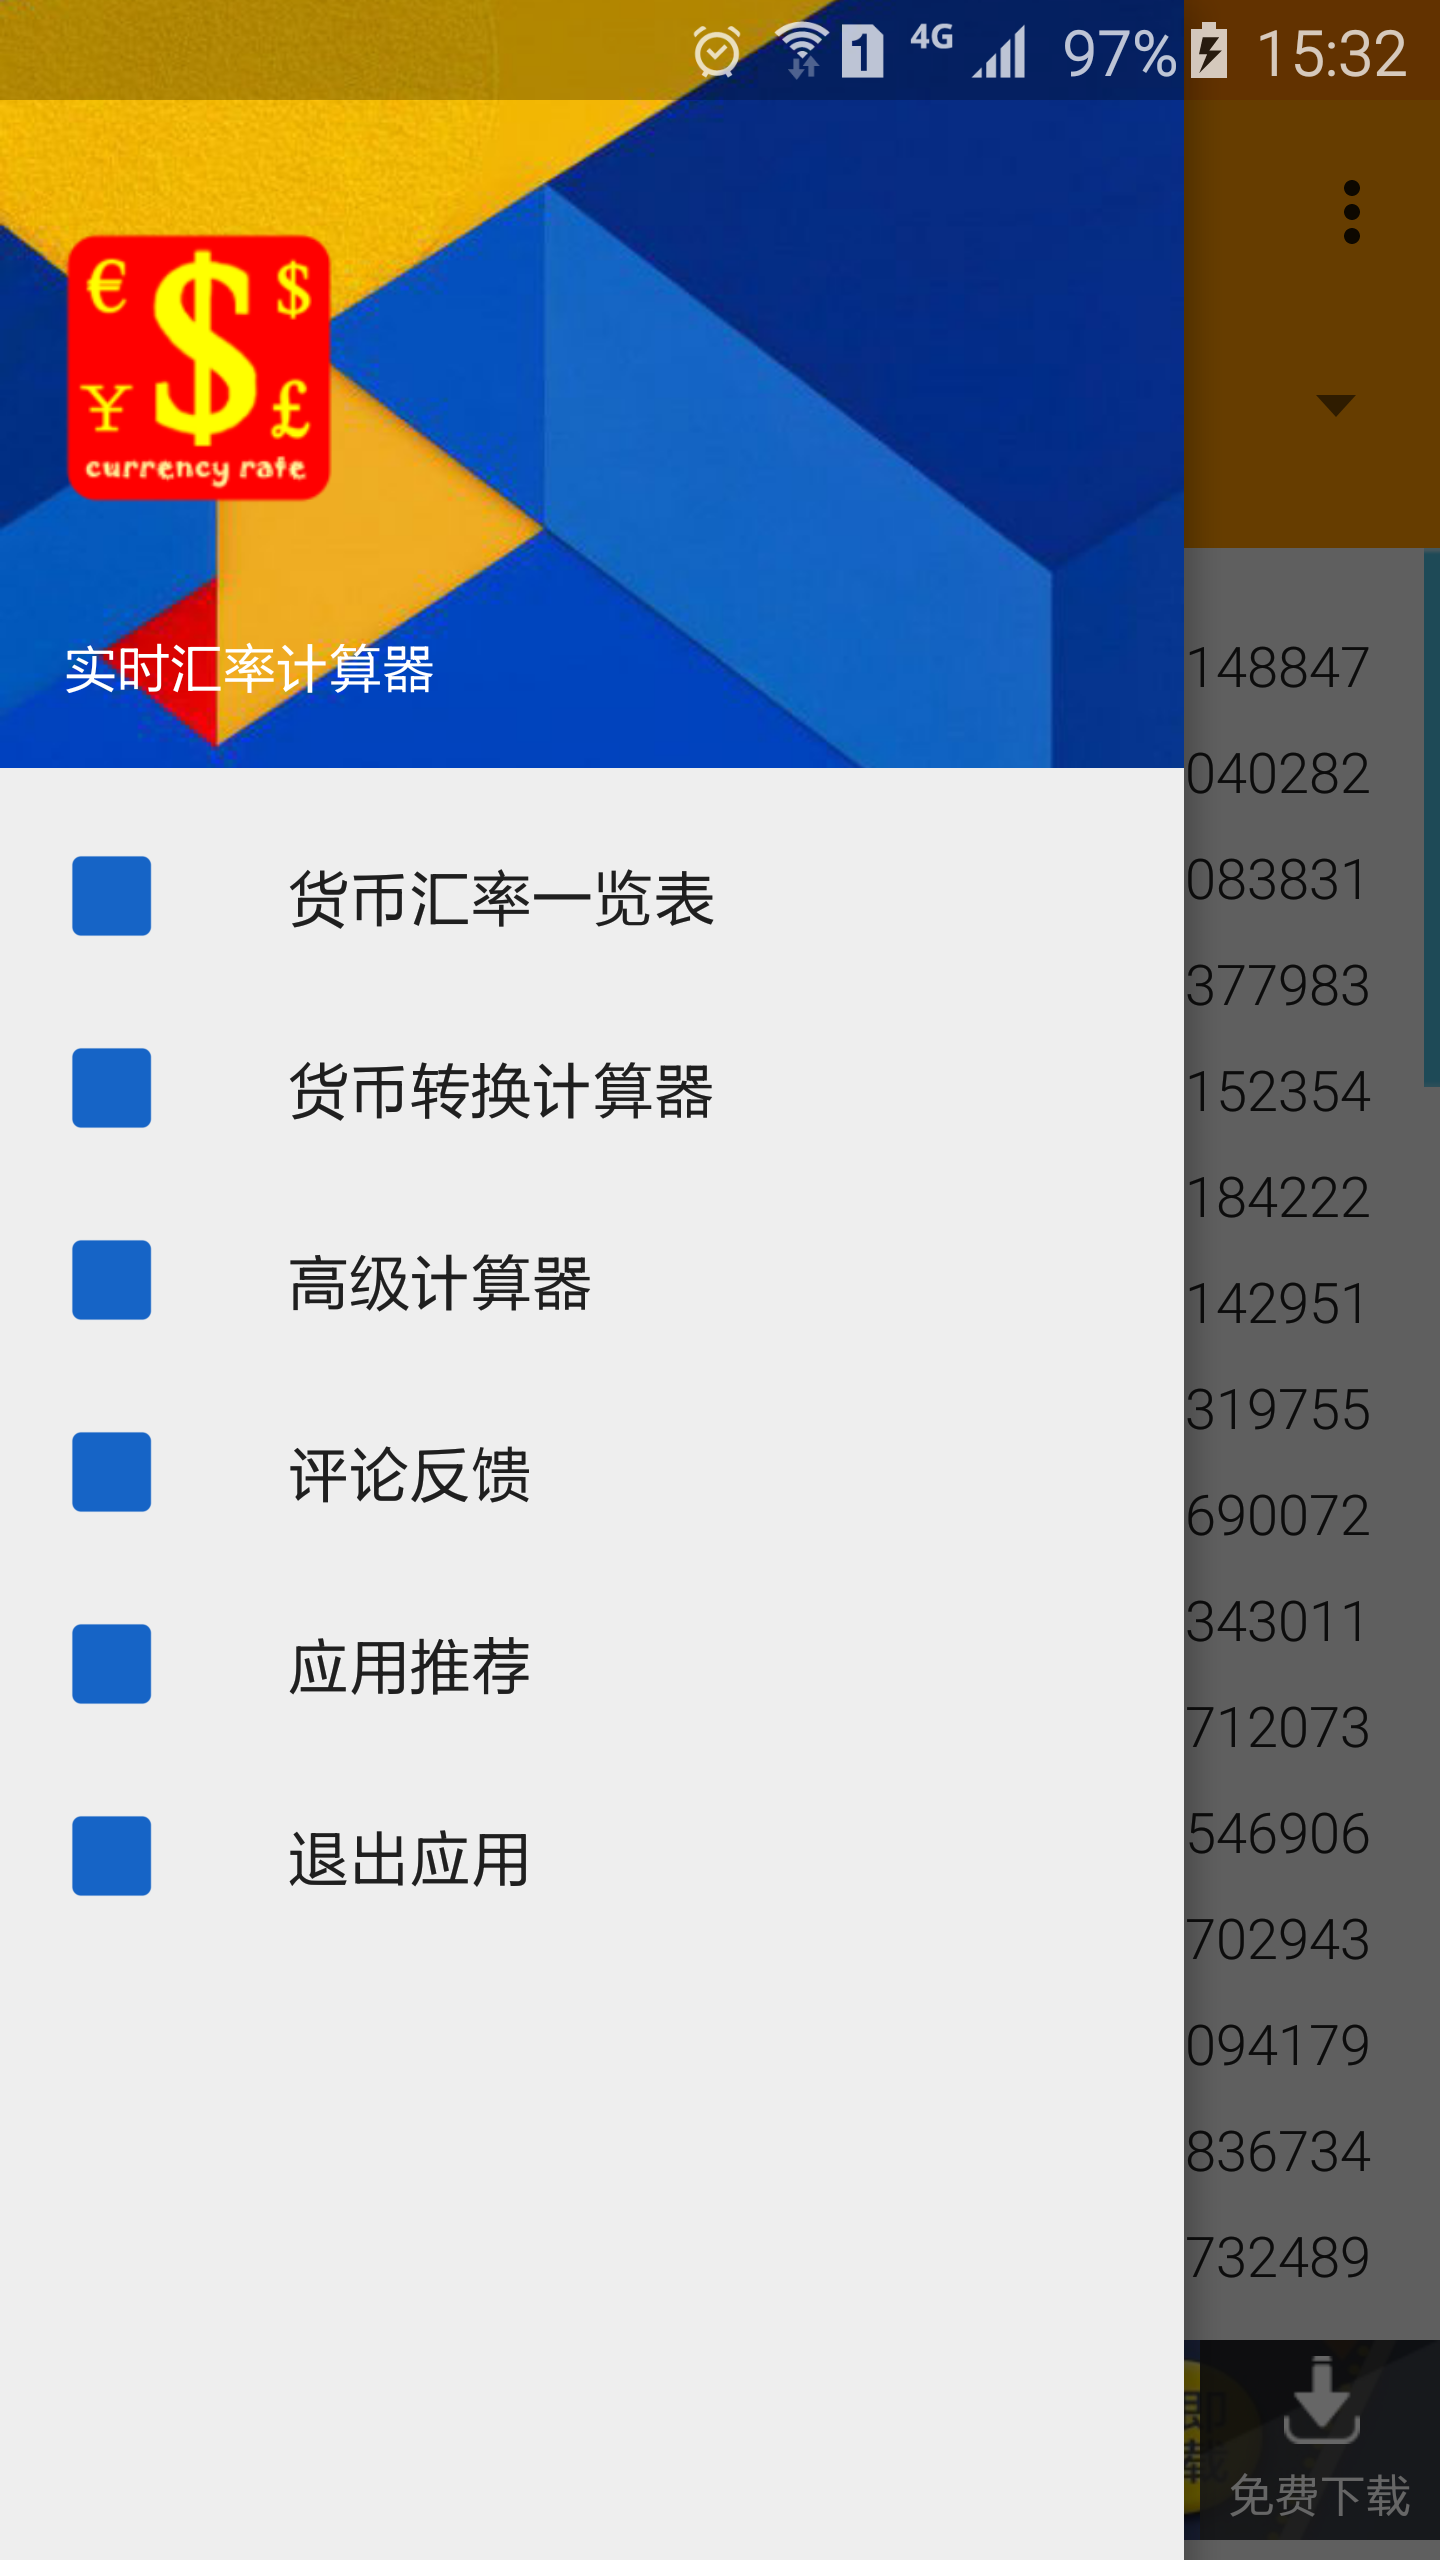 1 4G 97% 15:32
€ $ $
¥ £
currency rate
实时汇率计算器
货币汇率一览表
货币转换计算器
高级计算器
评论反馈
应用推荐
退出应用
148847
040282
083831
377983
152354
184222
142951
319755
690072
343011
712073
546906
702943
094179
836734
732489
即
载
免费下载